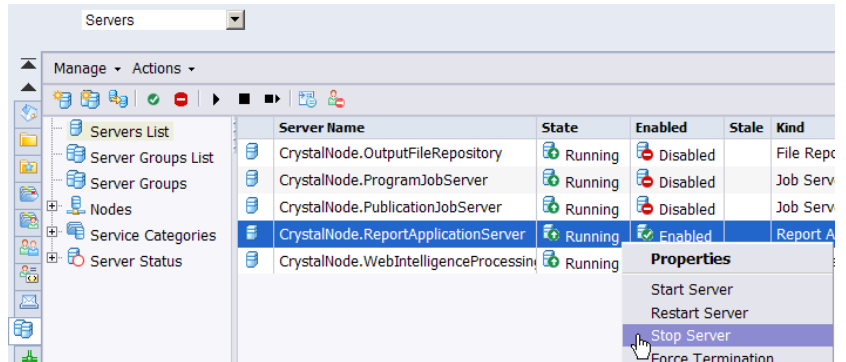 Servers
Manage Actions
Servers List
Server Groups List
Server Groups
Nodes
Service Categories
Server Status
Server Name State Enabled Stale Kind
CrystalNode.OutputFileRepository Running Disabled File Repo
CrystalNode.ProgramJobServer Running Disabled Job Serv
CrystalNode.PublicationJobServer Running Disabled Job Serv
CrystalNode.ReportApplicationServer Running Enabled Report A
CrystalNode.WebIntelligenceProcessing Running
Properties
Start Server
Restart Server
Stop Server
Force Termination